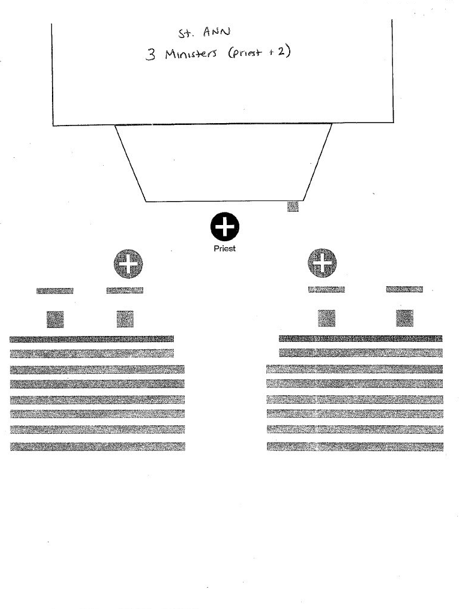 St. ANN
3 Ministers (priest + 2)
Priest